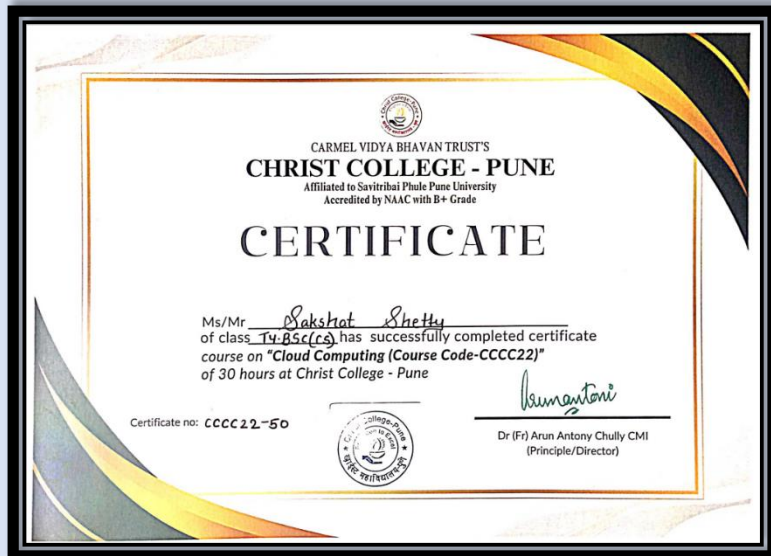 CARMEL VIDYA BHAVAN TRUST'S
CHRIST COLLEGE - PUNE
Affiliated to Savitribai Phule Pune University
Accredited by NAAC with B+ Grade
CERTIFICATE
Ms/Mr Sakshat Shetty
of class T.Y.BSc(cs) has successfully completed certificate
course on "Cloud Computing (Course Code-CCCC22)"
of 30 hours at Christ College - Pune
Certificate no: CCCC22-50
Christ College-Pune
Dr (Fr) Arun Antony Chully CMI
(Principle/Director)